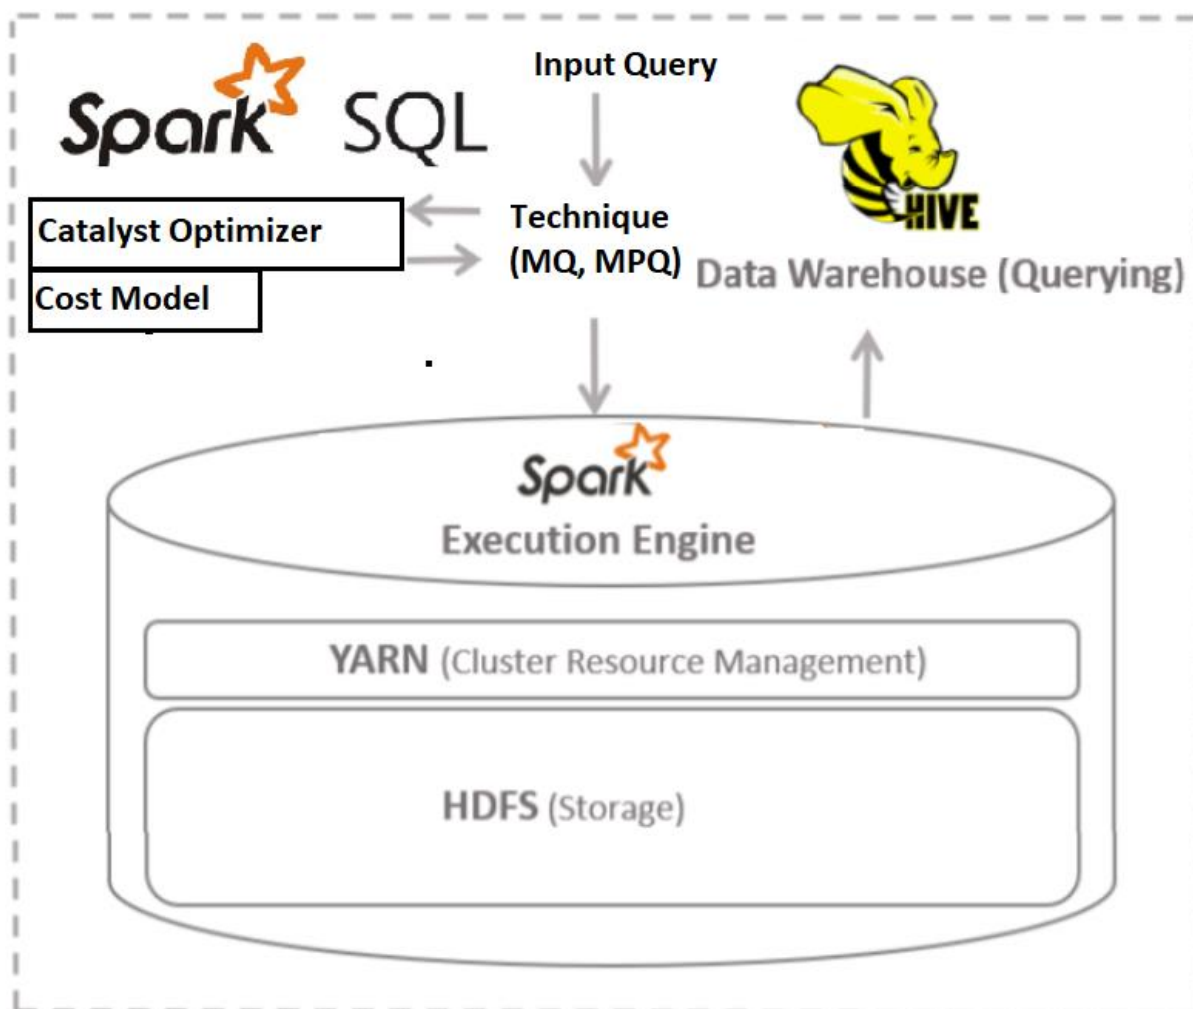 Spark SQL
Input Query
HIVE
Catalyst Optimizer
Cost Model
Technique
(MQ, MPQ)
Data Warehouse (Querying)
.
Spark
Execution Engine
YARN (Cluster Resource Management)
HDFS (Storage)